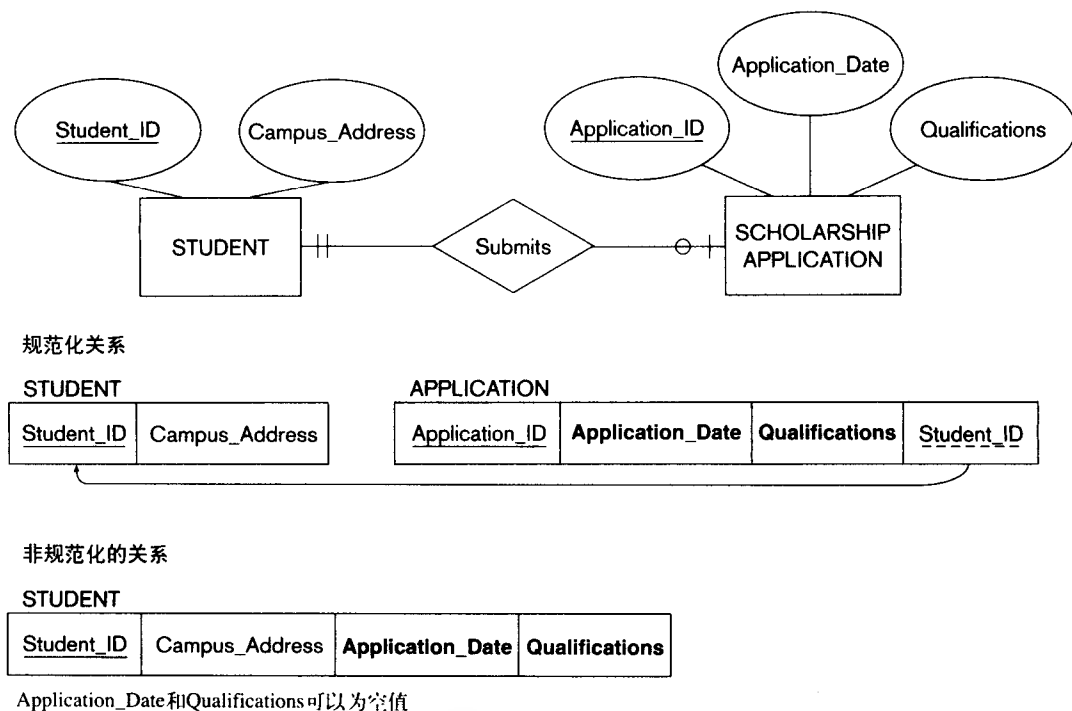 Application_Date
Student_ID
Campus_Address
Application_ID
Qualifications
STUDENT
Submits
SCHOLARSHIP
APPLICATION
规范化关系
STUDENT
Student_ID
Campus_Address
APPLICATION
Application_ID
Application_Date
Qualifications
Student_ID
非规范化的关系
STUDENT
Student_ID
Campus_Address
Application_Date
Qualifications
Application_Date和Qualifications可以为空值